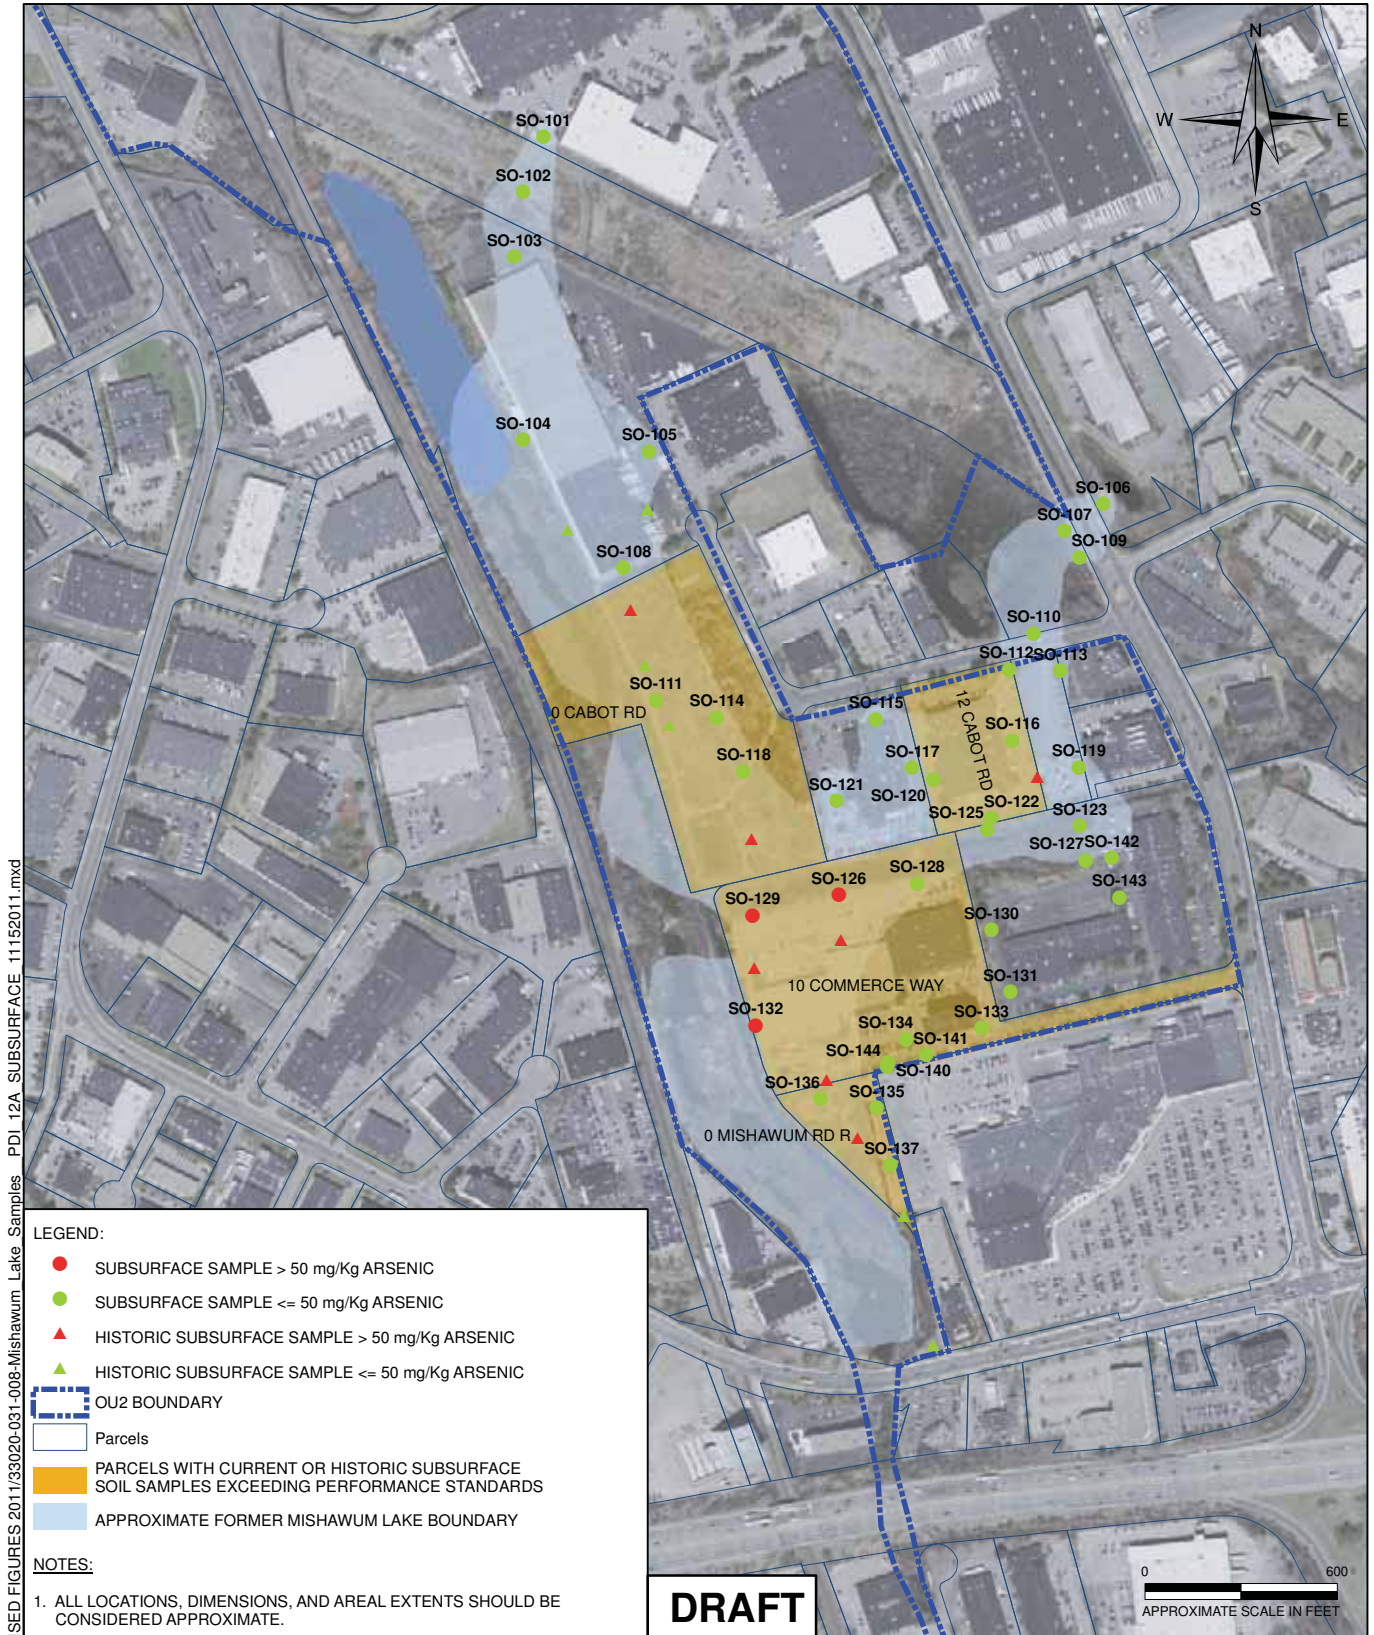 N
W
E
S
SO-101
SO-102
SO-103
SO-104
SO-105
SO-106
SO-107
SO-109
SO-108
SO-110
SO-112
SO-113
SO-111
SO-114
0 CABOT RD
SO-115
12 CABOT RD
SO-116
SO-118
SO-117
SO-119
SO-121
SO-120
SO-122
SO-125
SO-123
SO-127
SO-142
SO-128
SO-126
SO-129
SO-143
SO-130
SO-131
10 COMMERCE WAY
SO-132
SO-133
SO-134
SO-141
SO-144
SO-140
SO-136
SO-135
0 MISHAWUM RD R
SO-137
SED FIGURES 2011/33020-031-008-Mishawum Lake Samples PDI_12A SUBSURFACE 11152011.mxd
LEGEND:
SUBSURFACE SAMPLE > 50 mg/Kg ARSENIC
SUBSURFACE SAMPLE <= 50 mg/Kg ARSENIC
HISTORIC SUBSURFACE SAMPLE > 50 mg/Kg ARSENIC
HISTORIC SUBSURFACE SAMPLE <= 50 mg/Kg ARSENIC
OU2 BOUNDARY
Parcels
PARCELS WITH CURRENT OR HISTORIC SUBSURFACE
SOIL SAMPLES EXCEEDING PERFORMANCE STANDARDS
APPROXIMATE FORMER MISHAWUM LAKE BOUNDARY
NOTES:
1. ALL LOCATIONS, DIMENSIONS, AND AREAL EXTENTS SHOULD BE
CONSIDERED APPROXIMATE.
DRAFT
0 600
APPROXIMATE SCALE IN FEET